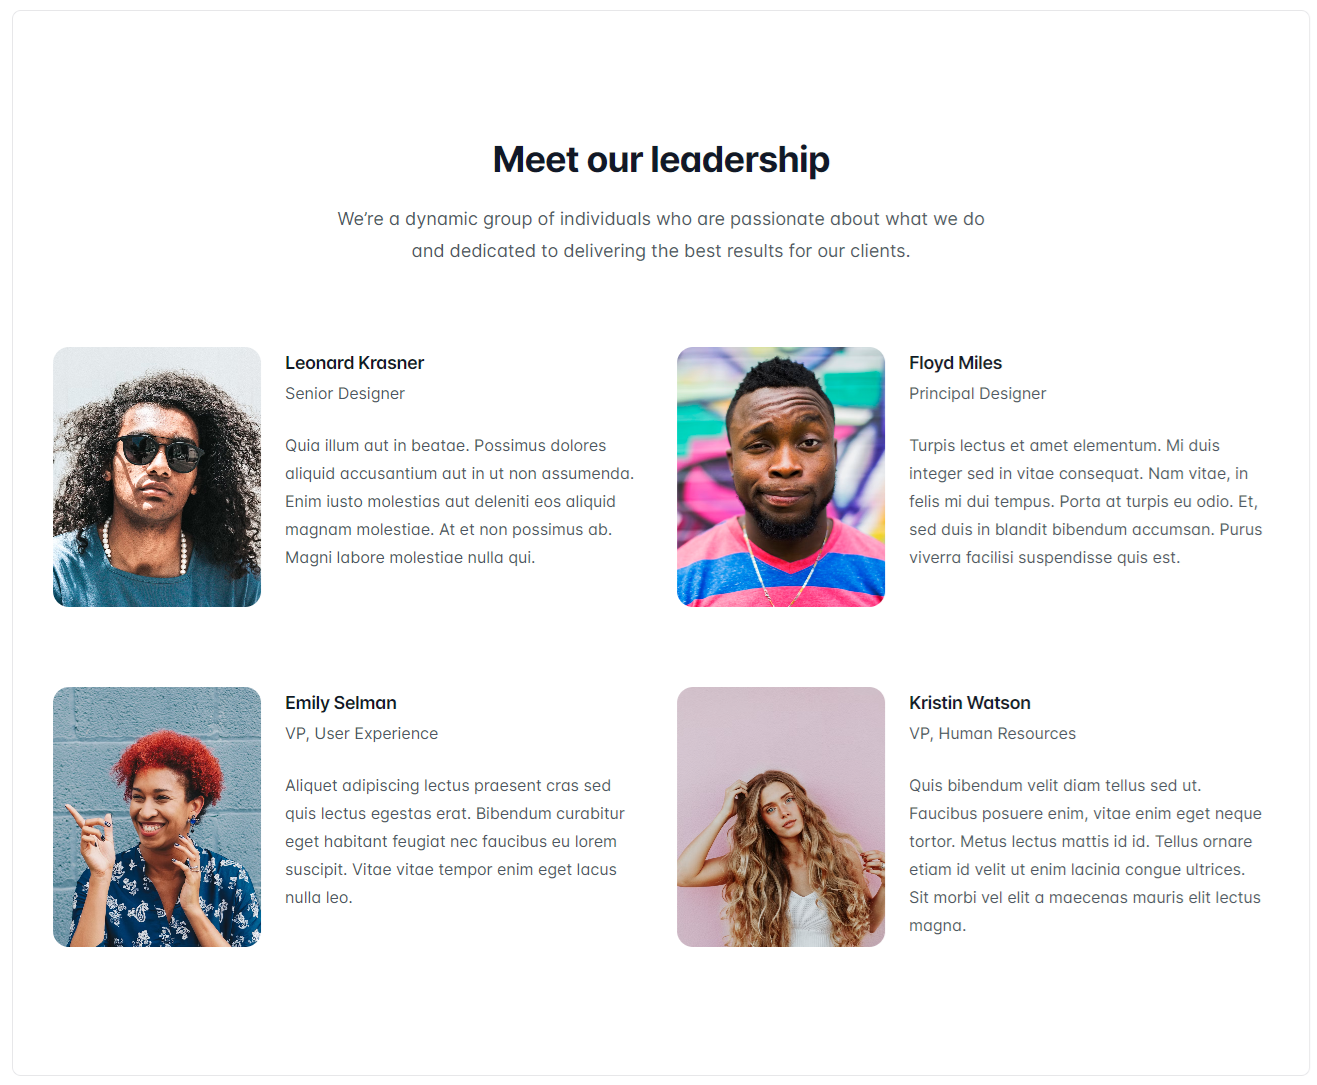 Meet our leadership
We’re a dynamic group of individuals who are passionate about what we do
and dedicated to delivering the best results for our clients.
Leonard Krasner
Senior Designer
Quia illum aut in beatae. Possimus dolores
aliquid accusantium aut in ut non assumenda.
Enim iusto molestias aut deleniti eos aliquid
magnam molestiae. At et non possimus ab.
Magni labore molestiae nulla qui.
Floyd Miles
Principal Designer
Turpis lectus et amet elementum. Mi duis
integer sed in vitae consequat. Nam vitae, in
felis mi dui tempus. Porta at turpis eu odio. Et,
sed duis in blandit bibendum accumsan. Purus
viverra facilisi suspendisse quis est.
Emily Selman
VP, User Experience
Aliquet adipiscing lectus praesent cras sed
quis lectus egestas erat. Bibendum curabitur
eget habitant feugiat nec faucibus eu lorem
suscipit. Vitae vitae tempor enim eget lacus
nulla leo.
Kristin Watson
VP, Human Resources
Quis bibendum velit diam tellus sed ut.
Faucibus posuere enim, vitae enim eget neque
tortor. Metus lectus mattis id id. Tellus ornare
etiam id velit ut enim lacinia congue ultrices.
Sit morbi vel elit a maecenas mauris elit lectus
magna.